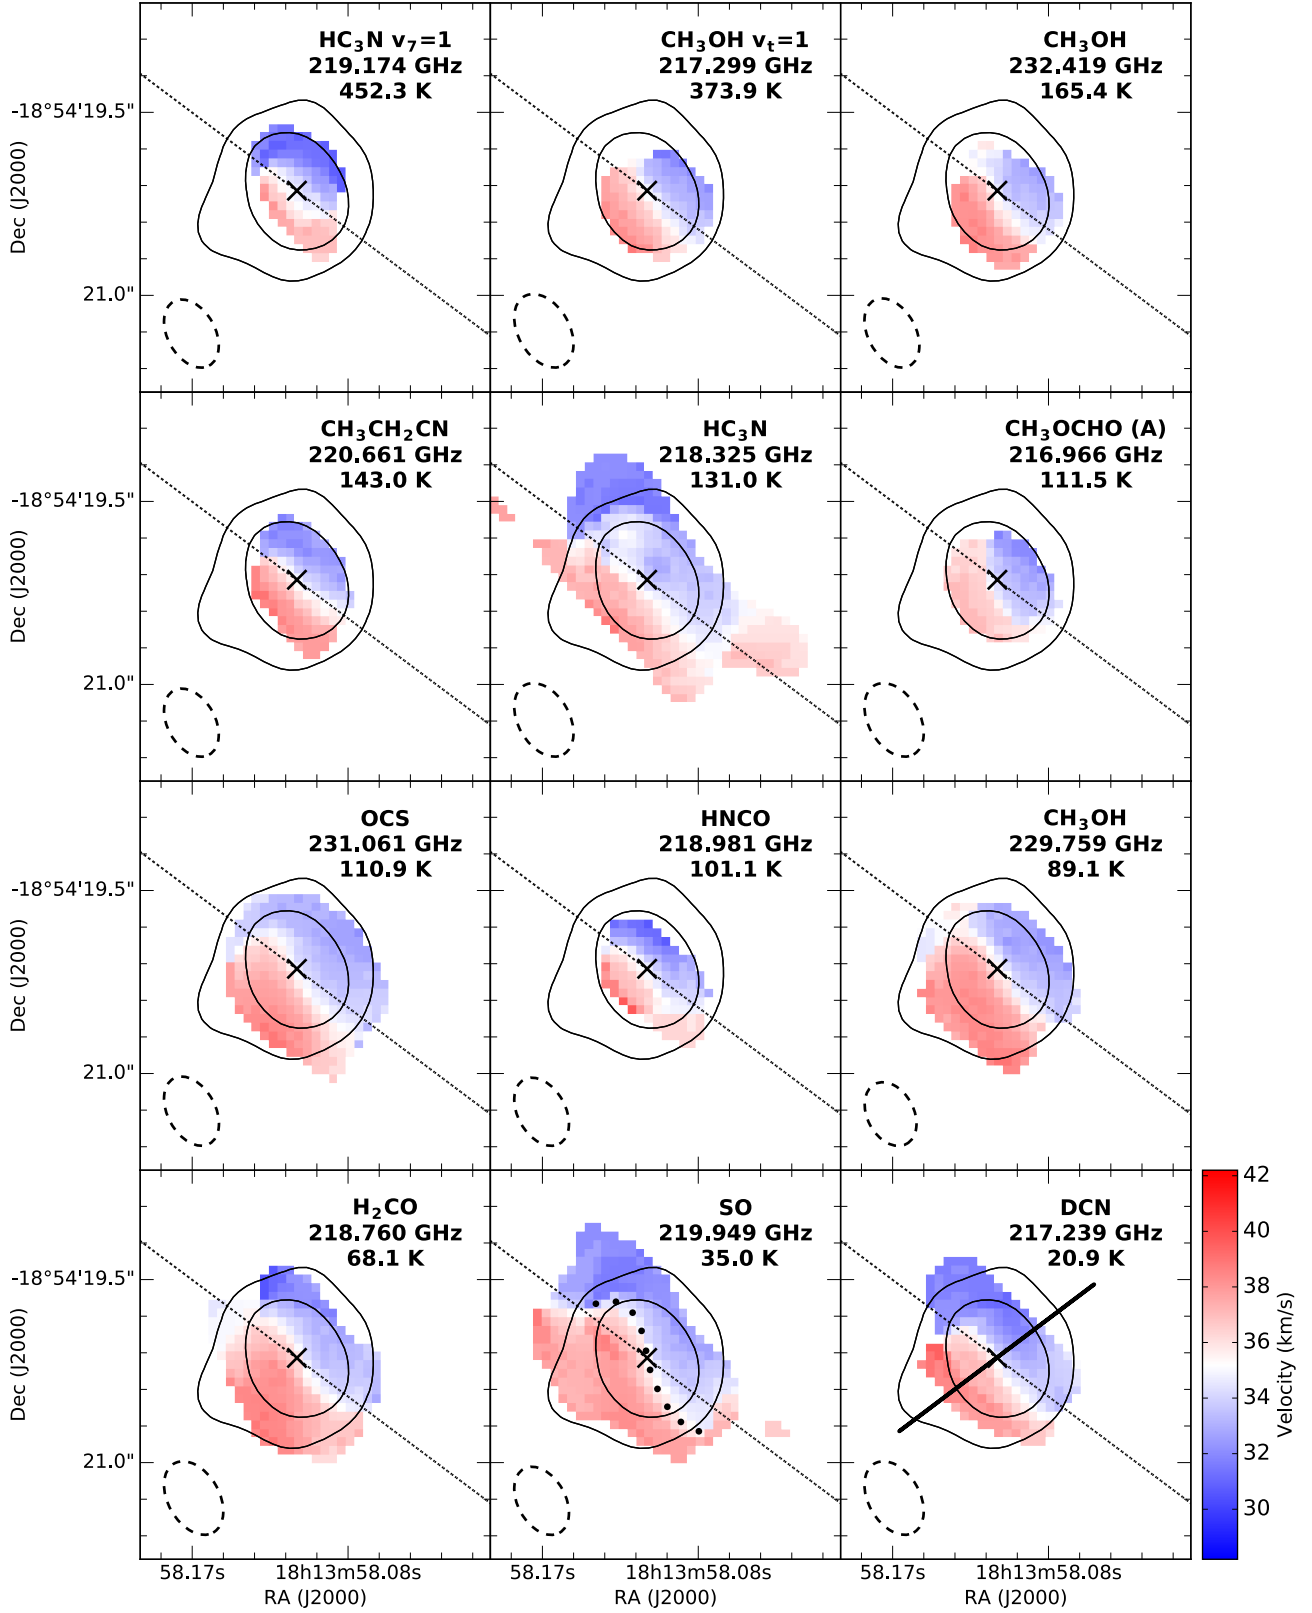 HC₃N v₇=1
219.174 GHz
452.3 K
CH₃OH vₜ=1
217.299 GHz
373.9 K
CH₃OH
232.419 GHz
165.4 K
-18°54'19.5"
21.0"
Dec (J2000)
CH₃CH₂CN
220.661 GHz
143.0 K
HC₃N
218.325 GHz
131.0 K
CH₃OCHO (A)
216.966 GHz
111.5 K
-18°54'19.5"
21.0"
Dec (J2000)
OCS
231.061 GHz
110.9 K
HNCO
218.981 GHz
101.1 K
CH₃OH
229.759 GHz
89.1 K
-18°54'19.5"
21.0"
Dec (J2000)
H₂CO
218.760 GHz
68.1 K
SO
219.949 GHz
35.0 K
DCN
217.239 GHz
20.9 K
-18°54'19.5"
21.0"
Dec (J2000)
42
40
38
36
34
32
30
Velocity (km/s)
58.17s 18h13m58.08s
RA (J2000)
58.17s 18h13m58.08s
RA (J2000)
58.17s 18h13m58.08s
RA (J2000)